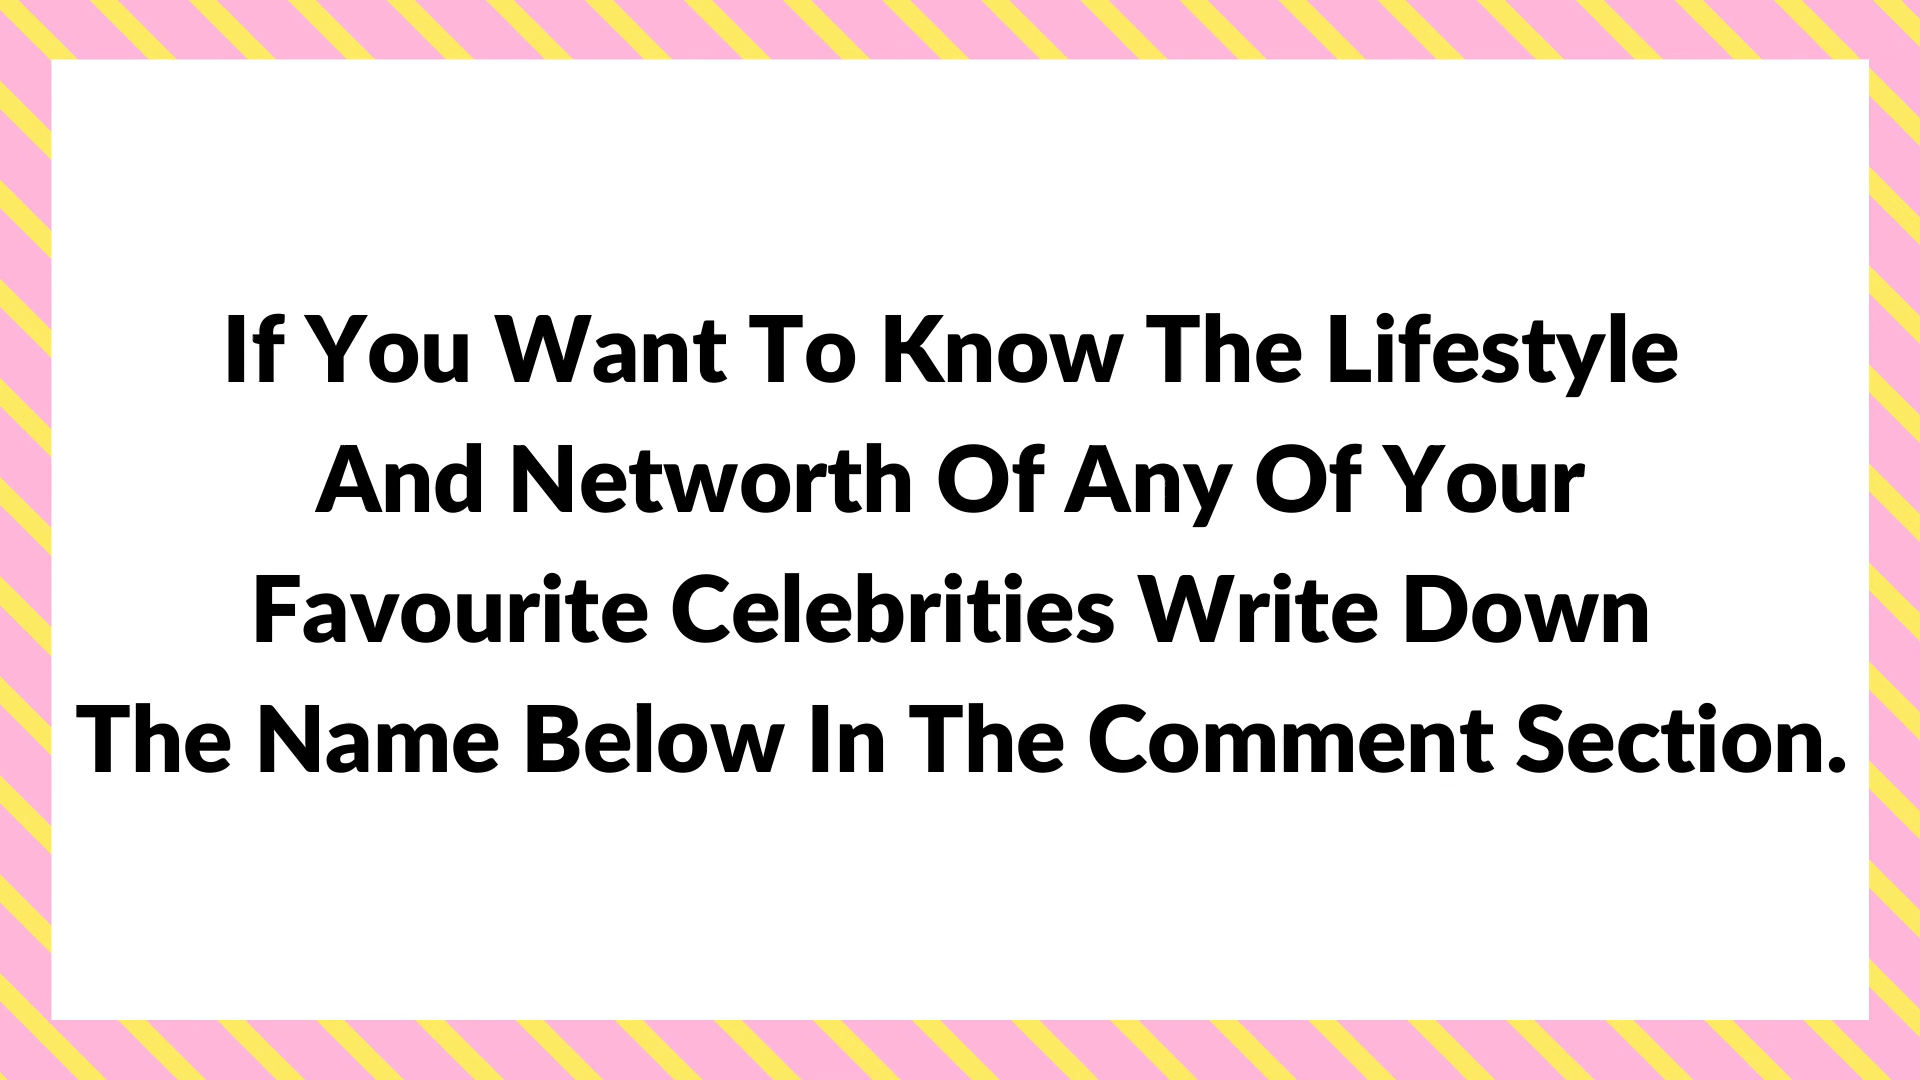 If You Want To Know The Lifestyle
And Networth Of Any Of Your
Favourite Celebrities Write Down
The Name Below In The Comment Section.